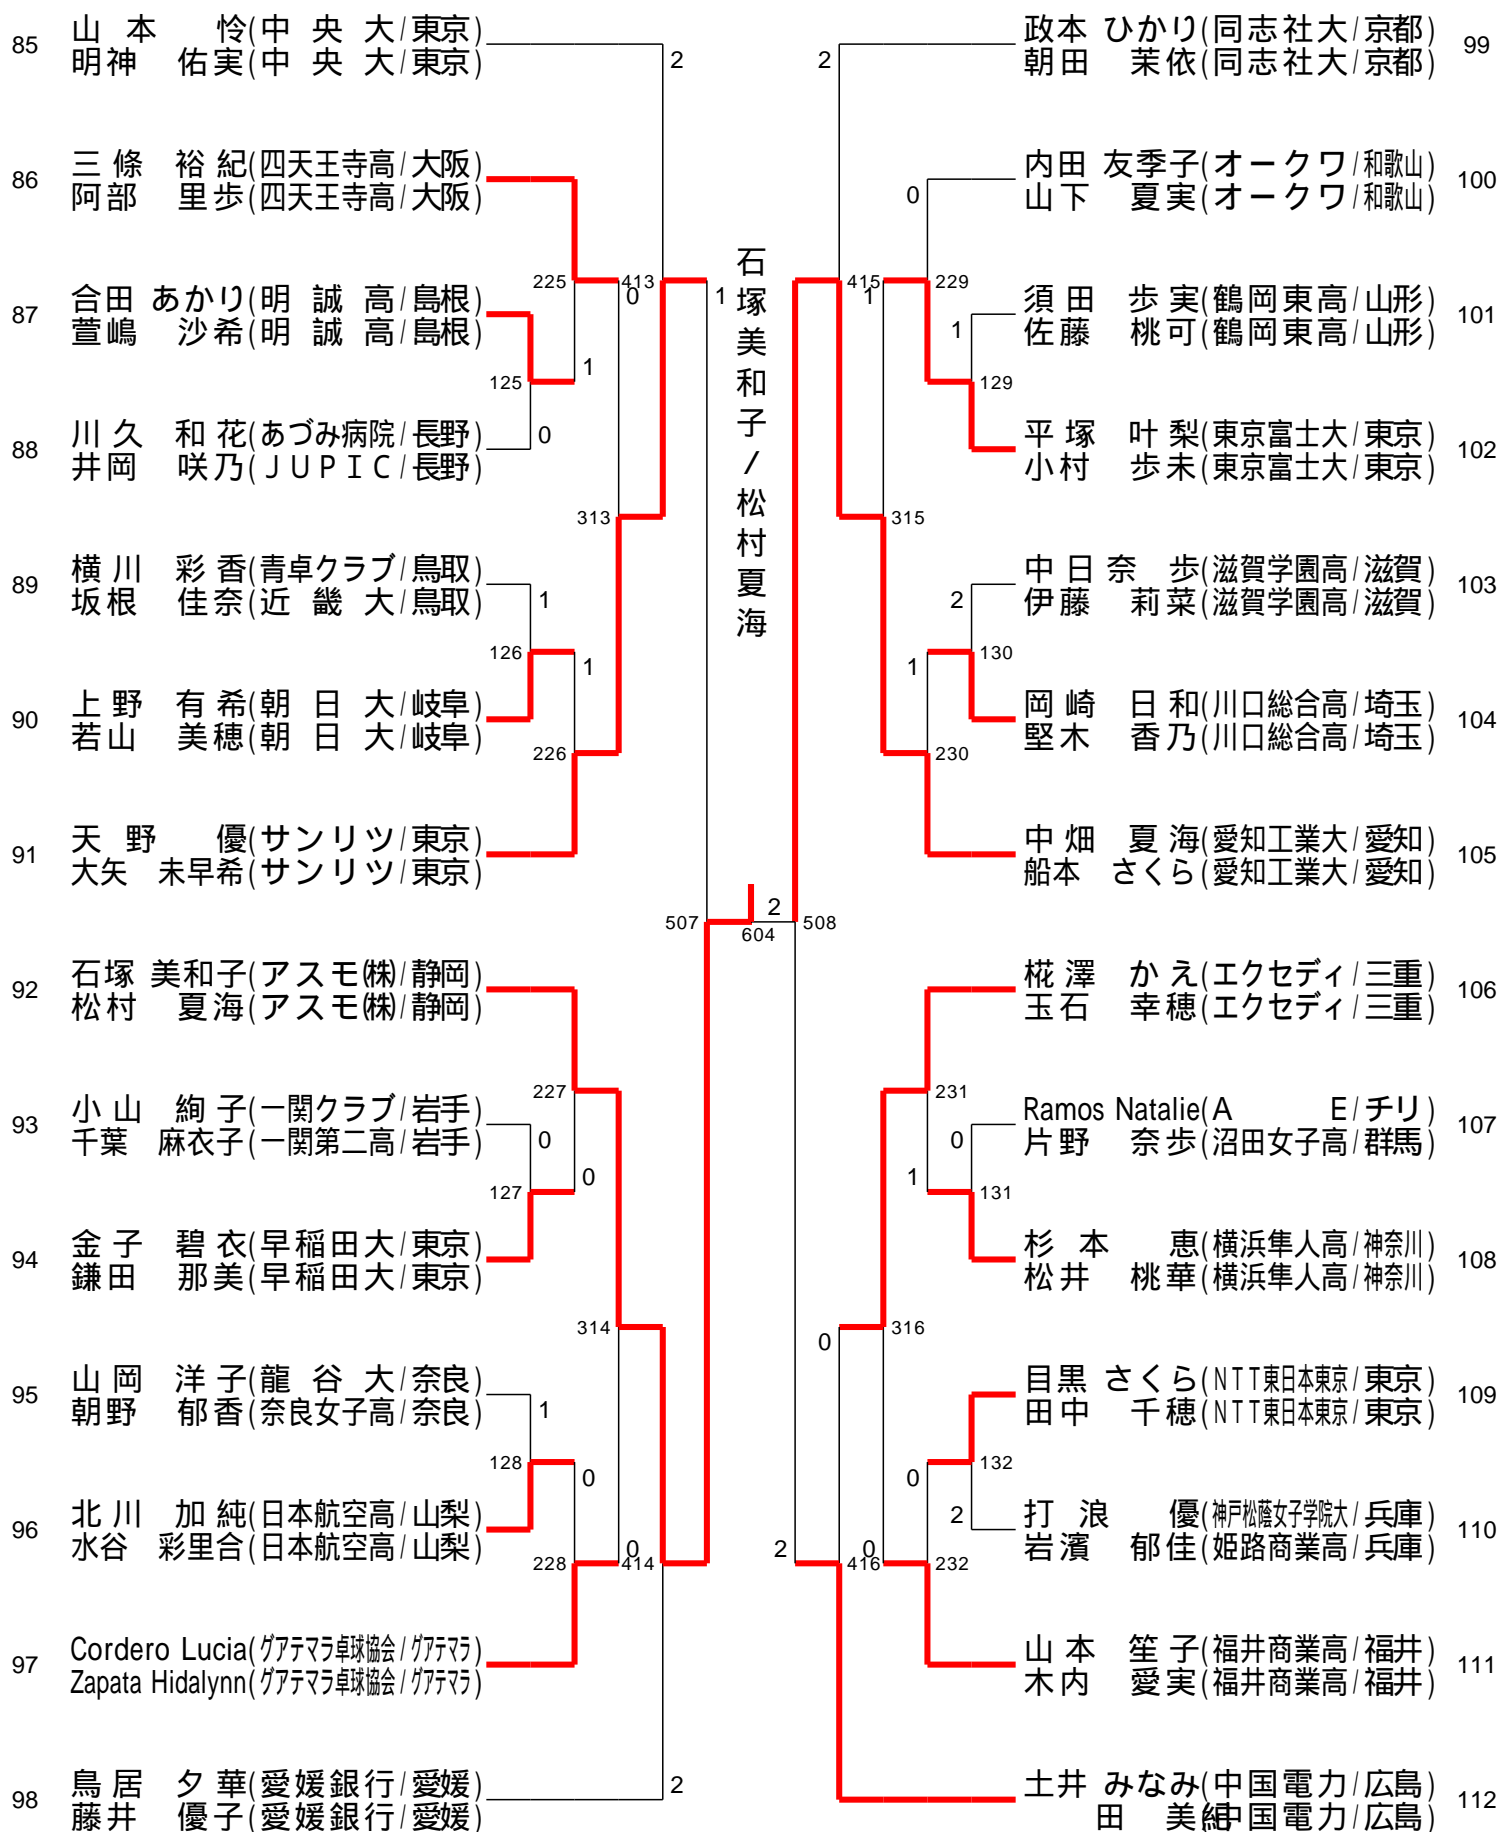 85 山本 怜(中央大/東京)
明神 佑実(中央大/東京)
2
86 三條 裕紀(四天王寺高/大阪)
阿部 里歩(四天王寺高/大阪)
225 413
0
1
87 合田 あかり(明誠高/島根)
萱嶋 沙希(明誠高/島根)
125
1
88 川久 和花(あづみ病院/長野)
井岡 咲乃(JUPIC/長野)
0
313
89 横川 彩香(青卓クラブ/鳥取)
坂根 佳奈(近畿大/鳥取)
1
126
1
90 上野 有希(朝日大/岐阜)
若山 美穂(朝日大/岐阜)
226
91 天野 優(サンリツ/東京)
大矢 未早希(サンリツ/東京)
507
92 石塚 美和子(アスモ㈱/静岡)
松村 夏海(アスモ㈱/静岡)
227
93 小山 絢子(一関クラブ/岩手)
千葉 麻衣子(一関第二高/岩手)
0
127
0
94 金子 碧衣(早稲田大/東京)
鎌田 那美(早稲田大/東京)
314
95 山岡 洋子(龍谷大/奈良)
朝野 郁香(奈良女子高/奈良)
1
128
0
96 北川 加純(日本航空高/山梨)
水谷 彩里合(日本航空高/山梨)
0
228 414
97 Cordero Lucia(グアテマラ卓球協会/グアテマラ)
Zapata Hidalynn(グアテマラ卓球協会/グアテマラ)
98 鳥居 夕華(愛媛銀行/愛媛)
藤井 優子(愛媛銀行/愛媛)
2
石塚美和子/松村夏海
2
604
政本 ひかり(同志社大/京都) 99
朝田 茉依(同志社大/京都)
2
内田 友季子(オークワ/和歌山) 100
山下 夏実(オークワ/和歌山)
0
415 229
1
須田 歩実(鶴岡東高/山形) 101
佐藤 桃可(鶴岡東高/山形)
1
129
平塚 叶梨(東京富士大/東京) 102
小村 歩未(東京富士大/東京)
315
中日奈 歩(滋賀学園高/滋賀) 103
伊藤 莉菜(滋賀学園高/滋賀)
2
130
1
岡崎 日和(川口総合高/埼玉) 104
堅木 香乃(川口総合高/埼玉)
230
中畑 夏海(愛知工業大/愛知) 105
船本 さくら(愛知工業大/愛知)
508
椛澤 かえ(エクセディ/三重) 106
玉石 幸穂(エクセディ/三重)
231
Ramos Natalie(A E/チリ) 107
片野 奈歩(沼田女子高/群馬)
0
1
131
杉本 恵(横浜隼人高/神奈川) 108
松井 桃華(横浜隼人高/神奈川)
316
0
目黒 さくら(NTT東日本東京/東京) 109
田中 千穂(NTT東日本東京/東京)
132
0
打浪 優(神戸松蔭女子学院大/兵庫) 110
岩濱 郁佳(姫路商業高/兵庫)
2
2
416 0 232
山本 笙子(福井商業高/福井) 111
木内 愛実(福井商業高/福井)
土井 みなみ(中国電力/広島) 112
田 美紀(中国電力/広島)